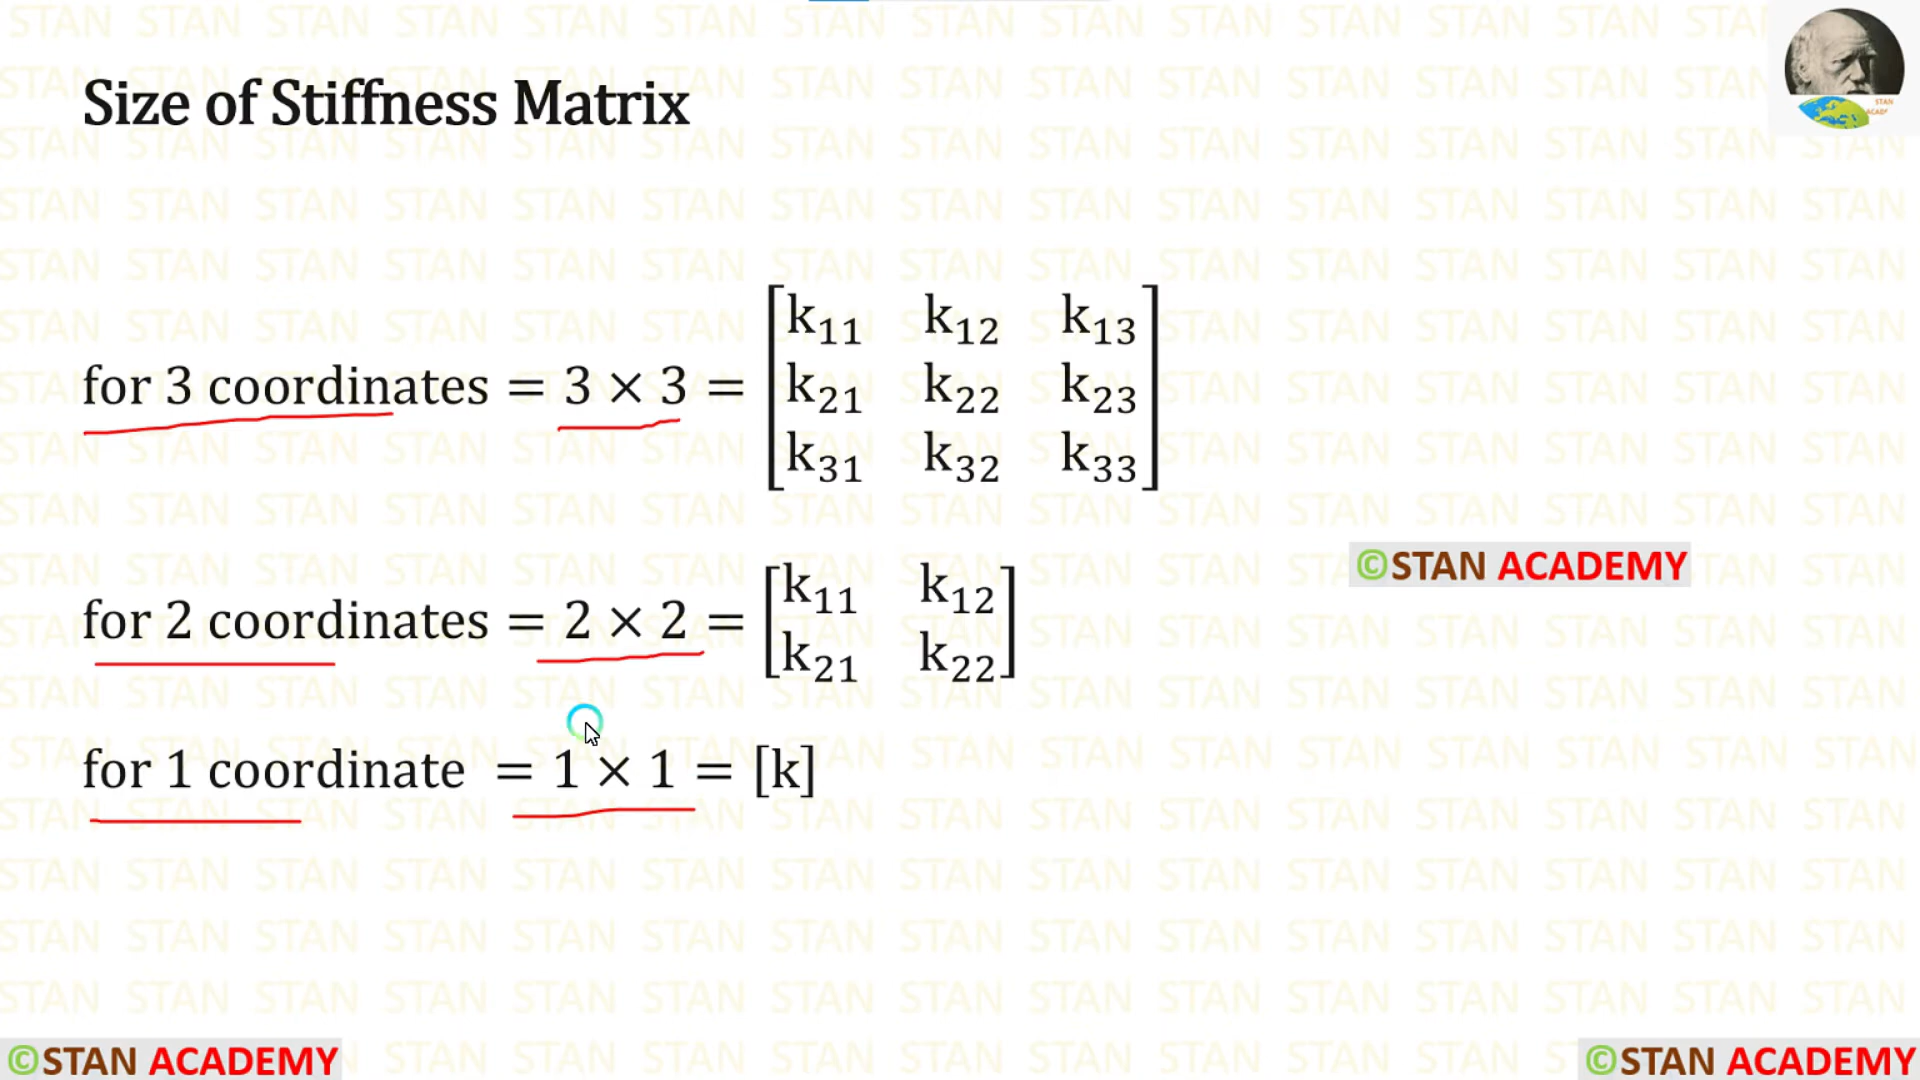 Size of Stiffness Matrix
STAN ACADEMY
for 3 coordinates = 3 × 3 = [k₁₁ k₁₂ k₁₃
k₂₁ k₂₂ k₂₃
k₃₁ k₃₂ k₃₃]
©STAN ACADEMY
for 2 coordinates = 2 × 2 = [k₁₁ k₁₂
k₂₁ k₂₂]
for 1 coordinate = 1 × 1 = [k]
©STAN ACADEMY
©STAN ACADEMY